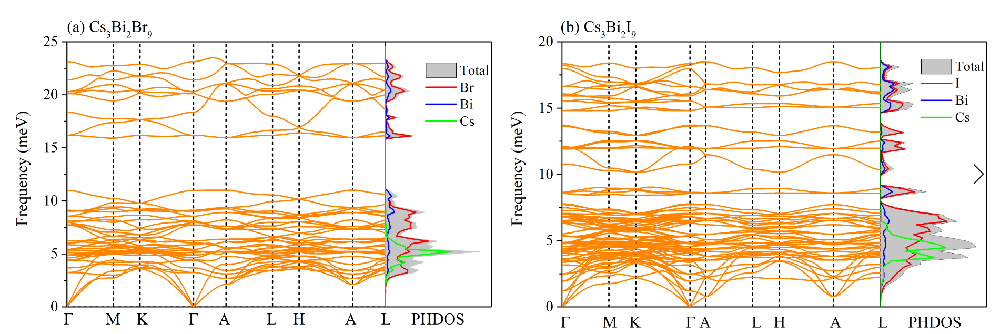 (a) Cs3Bi2Br9
25
20
15
10
5
0
Frequency (meV)
Γ M K Γ A L H A L PHDOS
Total
Br
Bi
Cs
(b) Cs3Bi2I9
20
15
10
5
0
Frequency (meV)
Γ M K Γ A L H A L PHDOS
Total
I
Bi
Cs